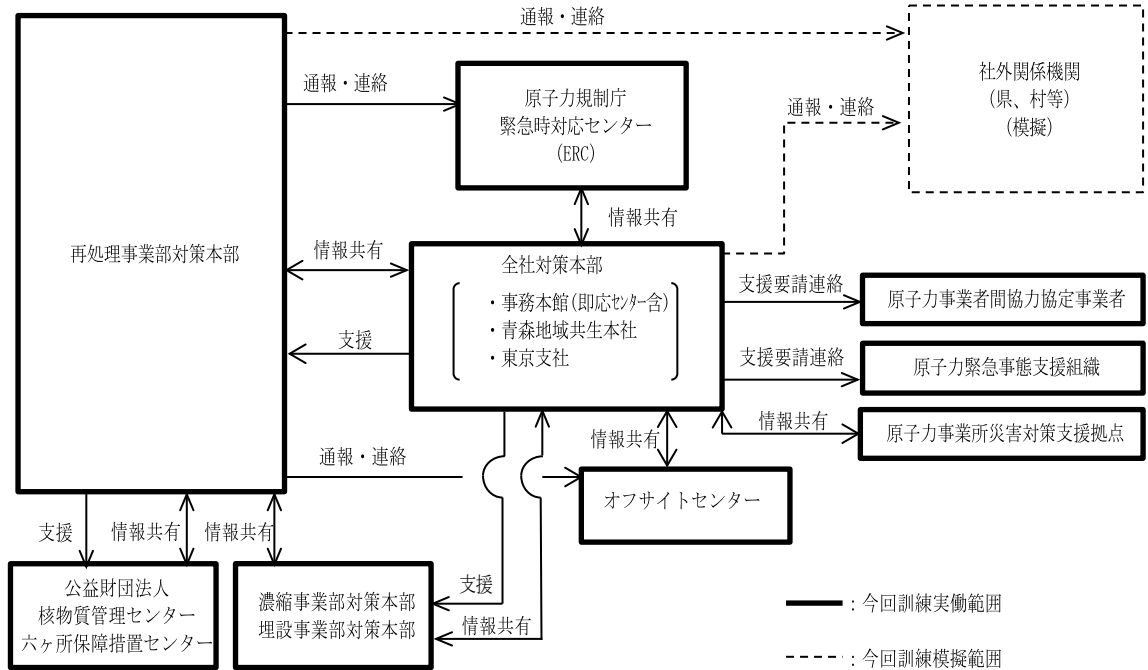 通報・連絡
社外関係機関
(県、村等)
(模擬)
通報・連絡
原子力規制庁
緊急時対応センター
(ERC)
通報・連絡
情報共有
再処理事業部対策本部
情報共有
全社対策本部
・事務本館(即応センター含)
・青森地域共生本社
・東京支社
支援
支援要請連絡
原子力事業者間協力協定事業者
支援要請連絡
原子力緊急事態支援組織
情報共有
原子力事業所災害対策支援拠点
情報共有
通報・連絡
オフサイトセンター
支援
情報共有
情報共有
公益財団法人
核物質管理センター
六ヶ所保障措置センター
濃縮事業部対策本部
埋設事業部対策本部
支援
情報共有
:今回訓練実働範囲
:今回訓練模擬範囲